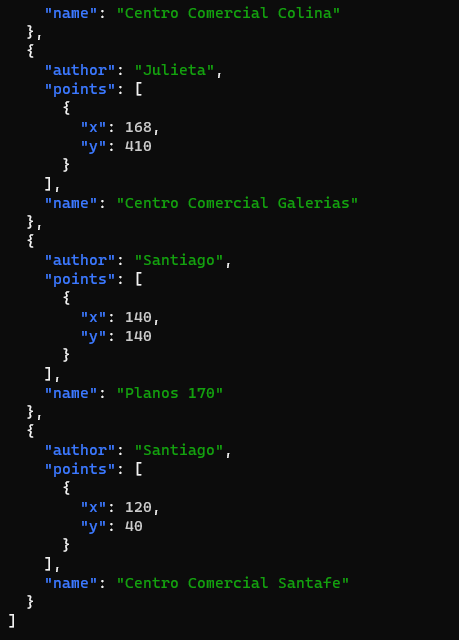 "name": "Centro Comercial Colina"
  },
  {
    "author": "Julieta",
    "points": [
      {
        "x": 168,
        "y": 410
      }
    ],
    "name": "Centro Comercial Galerias"
  },
  {
    "author": "Santiago",
    "points": [
      {
        "x": 140,
        "y": 140
      }
    ],
    "name": "Planos 170"
  },
  {
    "author": "Santiago",
    "points": [
      {
        "x": 120,
        "y": 40
      }
    ],
    "name": "Centro Comercial Santafe"
  }
]